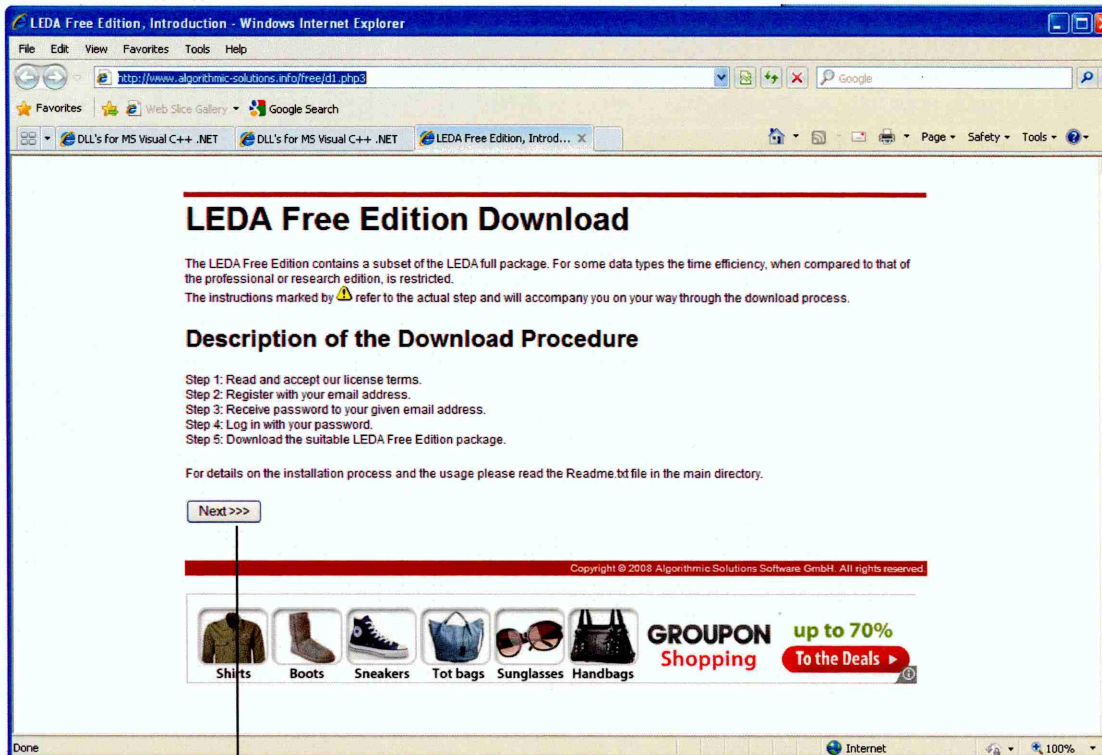 LEDA Free Edition, Introduction - Windows Internet Explorer
File Edit View Favorites Tools Help
http://www.algorithmic-solutions.info/free/d1.php3
Google
Favorites Web Slice Gallery Google Search
DLL's for MS Visual C++ .NET DLL's for MS Visual C++ .NET LEDA Free Edition, Introd... X
Page Safety Tools
LEDA Free Edition Download
The LEDA Free Edition contains a subset of the LEDA full package. For some data types the time efficiency, when compared to that of
the professional or research edition, is restricted.
The instructions marked by refer to the actual step and will accompany you on your way through the download process.
Description of the Download Procedure
Step 1: Read and accept our license terms.
Step 2: Register with your email address.
Step 3: Receive password to your given email address.
Step 4: Log in with your password.
Step 5: Download the suitable LEDA Free Edition package.
For details on the installation process and the usage please read the Readme.txt file in the main directory.
Next >>>
Copyright © 2008 Algorithmic Solutions Software GmbH. All rights reserved.
GROUPON Shopping
up to 70%
To the Deals
Shirts Boots Sneakers Tot bags Sunglasses Handbags
Done Internet 100%